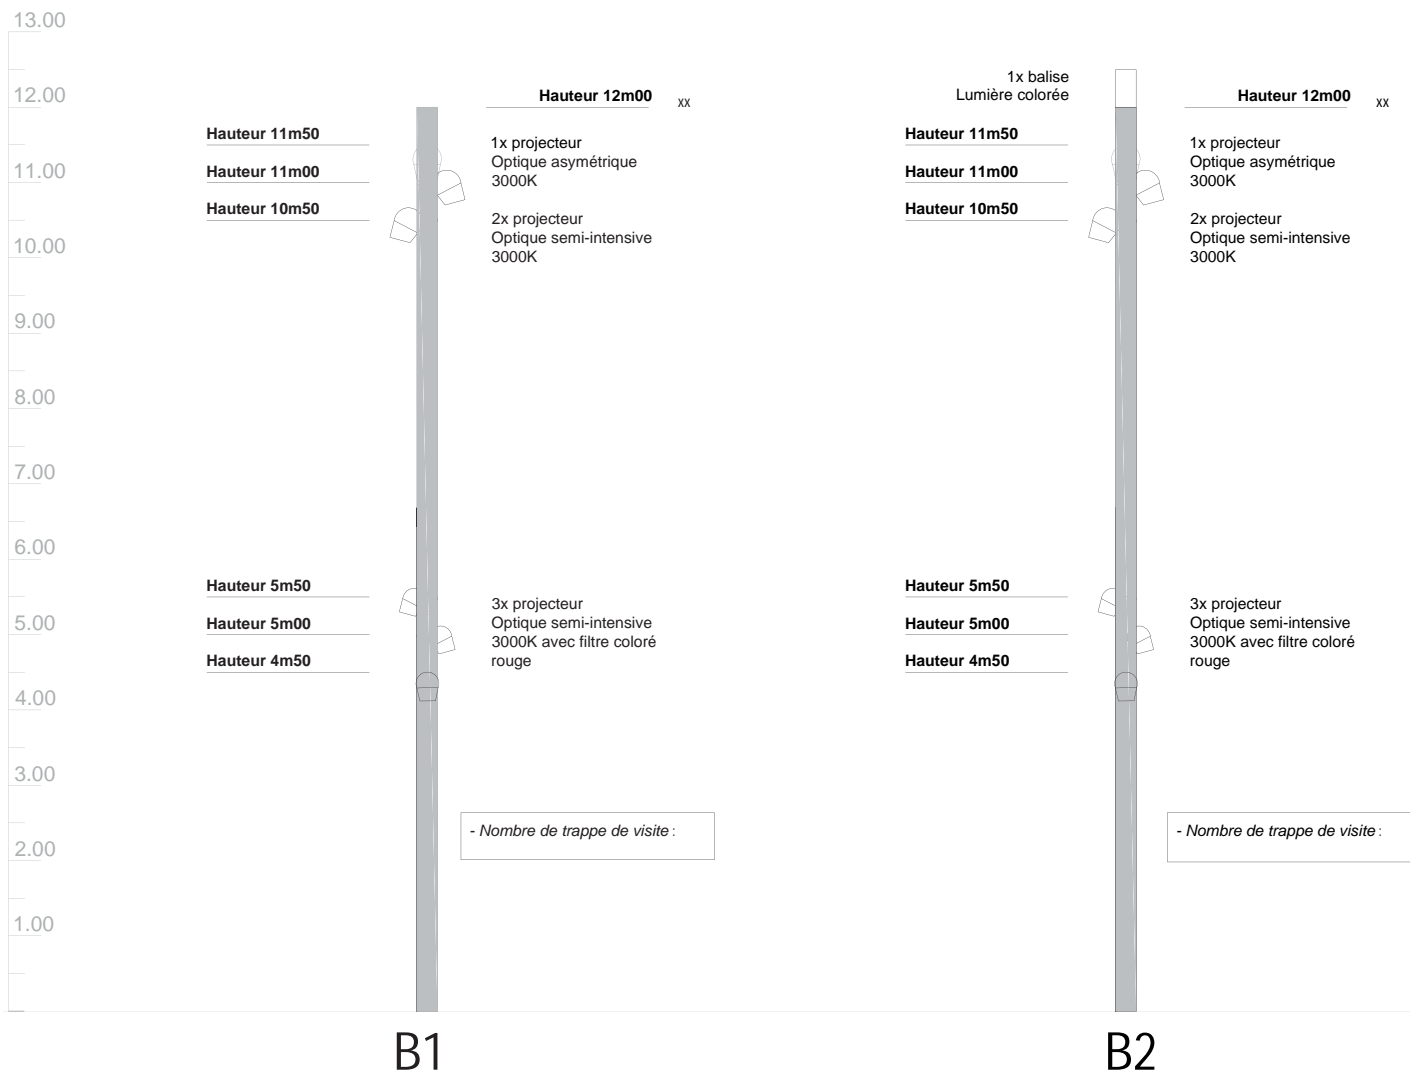 13.00
12.00
11.00
10.00
9.00
8.00
7.00
6.00
5.00
4.00
3.00
2.00
1.00
Hauteur 12m00 xx
Hauteur 11m50
Hauteur 11m00
Hauteur 10m50
1x projecteur
Optique asymétrique
3000K
2x projecteur
Optique semi-intensive
3000K
Hauteur 5m50
Hauteur 5m00
Hauteur 4m50
3x projecteur
Optique semi-intensive
3000K avec filtre coloré
rouge
- Nombre de trappe de visite :
B1
1x balise
Lumière colorée
Hauteur 12m00 xx
Hauteur 11m50
Hauteur 11m00
Hauteur 10m50
1x projecteur
Optique asymétrique
3000K
2x projecteur
Optique semi-intensive
3000K
Hauteur 5m50
Hauteur 5m00
Hauteur 4m50
3x projecteur
Optique semi-intensive
3000K avec filtre coloré
rouge
- Nombre de trappe de visite :
B2